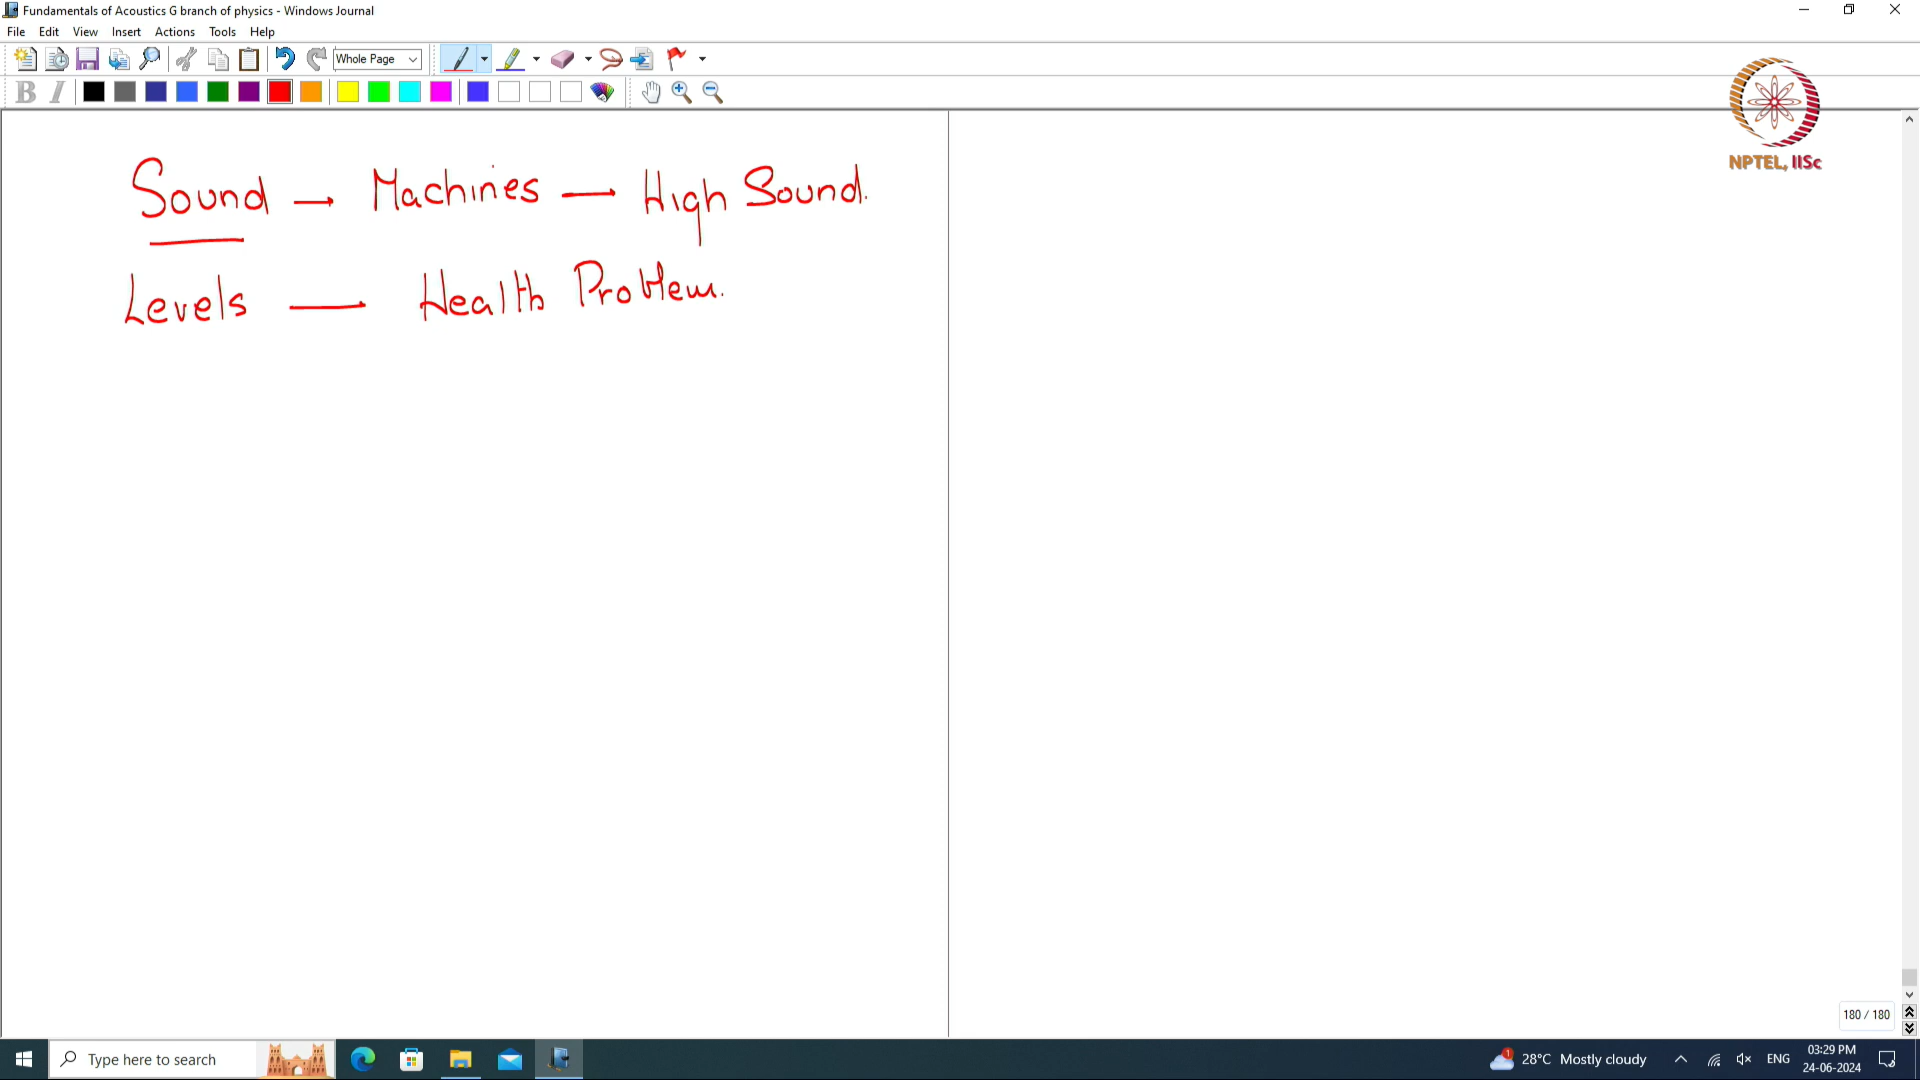 Fundamentals of Acoustics G branch of physics - Windows Journal
File Edit View Insert Actions Tools Help
Whole Page
B I
NPTEL, IISc
Sound → Machines — High Sound.
Levels — Health Problem.
180 / 180
Type here to search
1
28°C Mostly cloudy
ENG
03:29 PM
24-06-2024